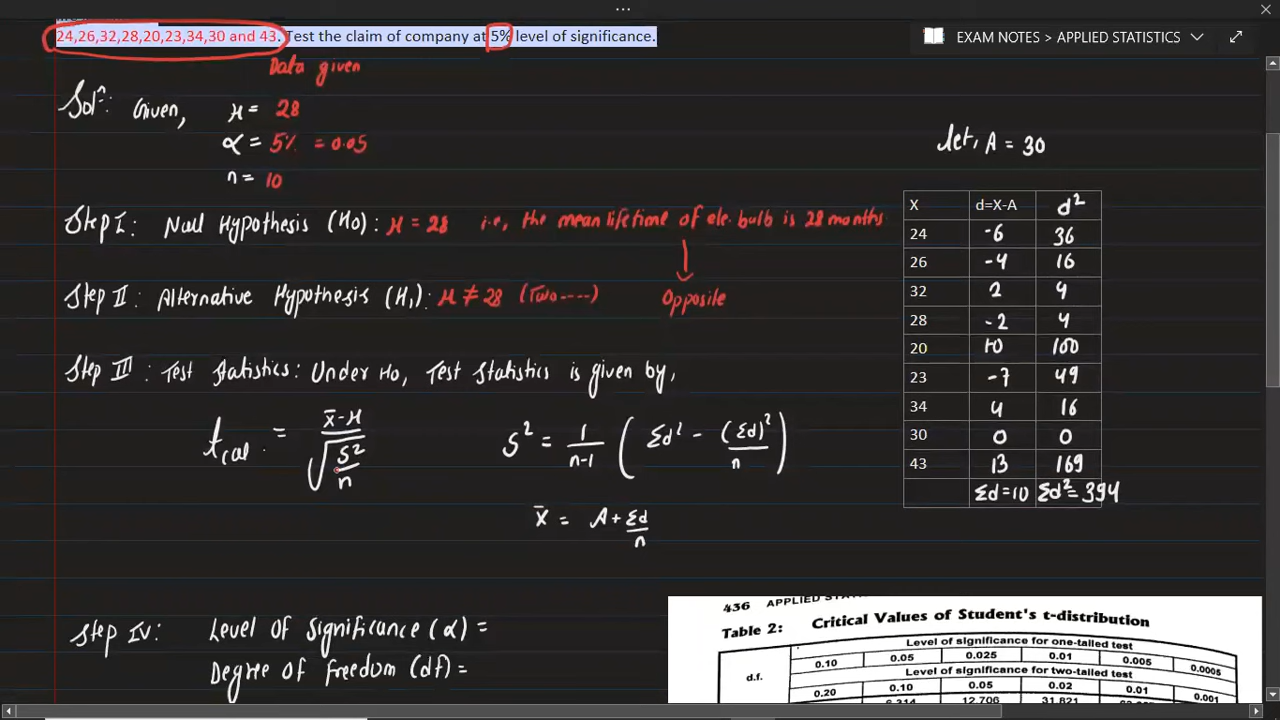 EXAM NOTES > APPLIED STATISTICS
24,26,32,28,20,23,34,30 and 43. Test the claim of company at 5% level of significance.
Data given
Solⁿ: Given, μ = 28
α = 5% = 0.05
n = 10
Step I: Null Hypothesis (H0): μ = 28 i.e, the mean lifetime of ele. bulb is 28 months
Step II: Alternative Hypothesis (H1): μ ≠ 28 (Two----) Opposite
Step III: Test Statistics: Under H0, Test Statistics is given by,
t cal = (x̄ - μ) / √(S² / n)
S² = 1/(n-1) (Σd² - (Σd)²/n)
X̄ = A + Σd/n
Step IV: Level of Significance (α) =
Degree of freedom (df) =
let, A = 30
X d=X-A d²
24 -6 36
26 -4 16
32 2 4
28 -2 4
20 10 100
23 -7 49
34 4 16
30 0 0
43 13 169
Σd = 10 Σd² = 394
436
Table 2: Critical Values of Student's t-distribution
d.f.
Level of significance for one-tailed test
0.10 0.05 0.025 0.01 0.005 0.0005
Level of significance for two-tailed test
0.20 0.10 0.05 0.02 0.01 0.001